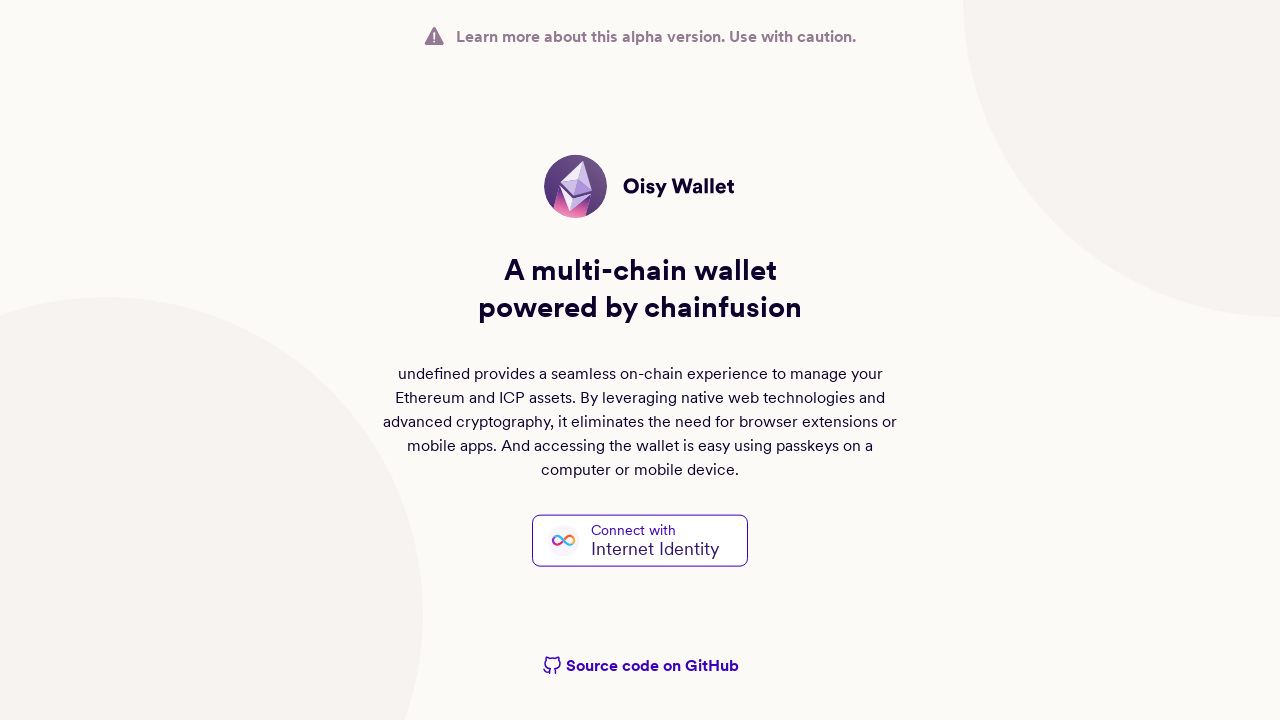 Learn more about this alpha version. Use with caution.
Oisy Wallet
A multi-chain wallet
powered by chainfusion
undefined provides a seamless on-chain experience to manage your
Ethereum and ICP assets. By leveraging native web technologies and
advanced cryptography, it eliminates the need for browser extensions or
mobile apps. And accessing the wallet is easy using passkeys on a
computer or mobile device.
Connect with
Internet Identity
Source code on GitHub